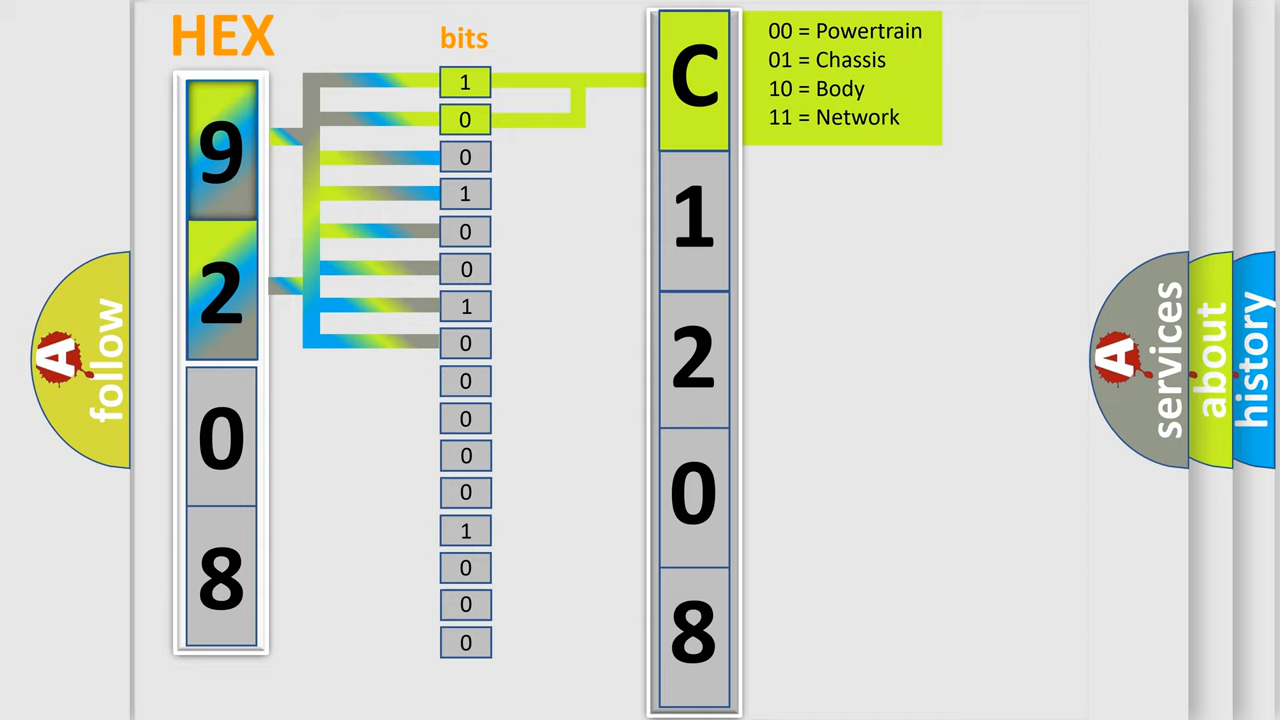 HEX
bits
9
2
0
8
1
0
0
1
0
0
1
0
0
0
0
0
1
0
0
0
C
1
2
0
8
00 = Powertrain
01 = Chassis
10 = Body
11 = Network
A
follow
A
services
about
history